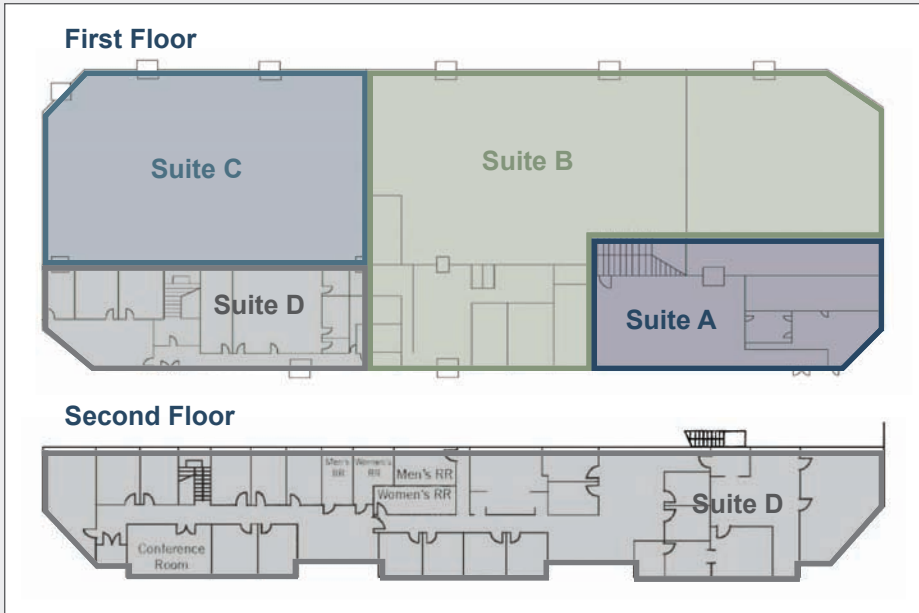 First Floor
Suite C
Suite B
Suite D
Suite A
Second Floor
Men's
RR
Women's
RR
Men's RR
Women's RR
Suite D
Conference
Room